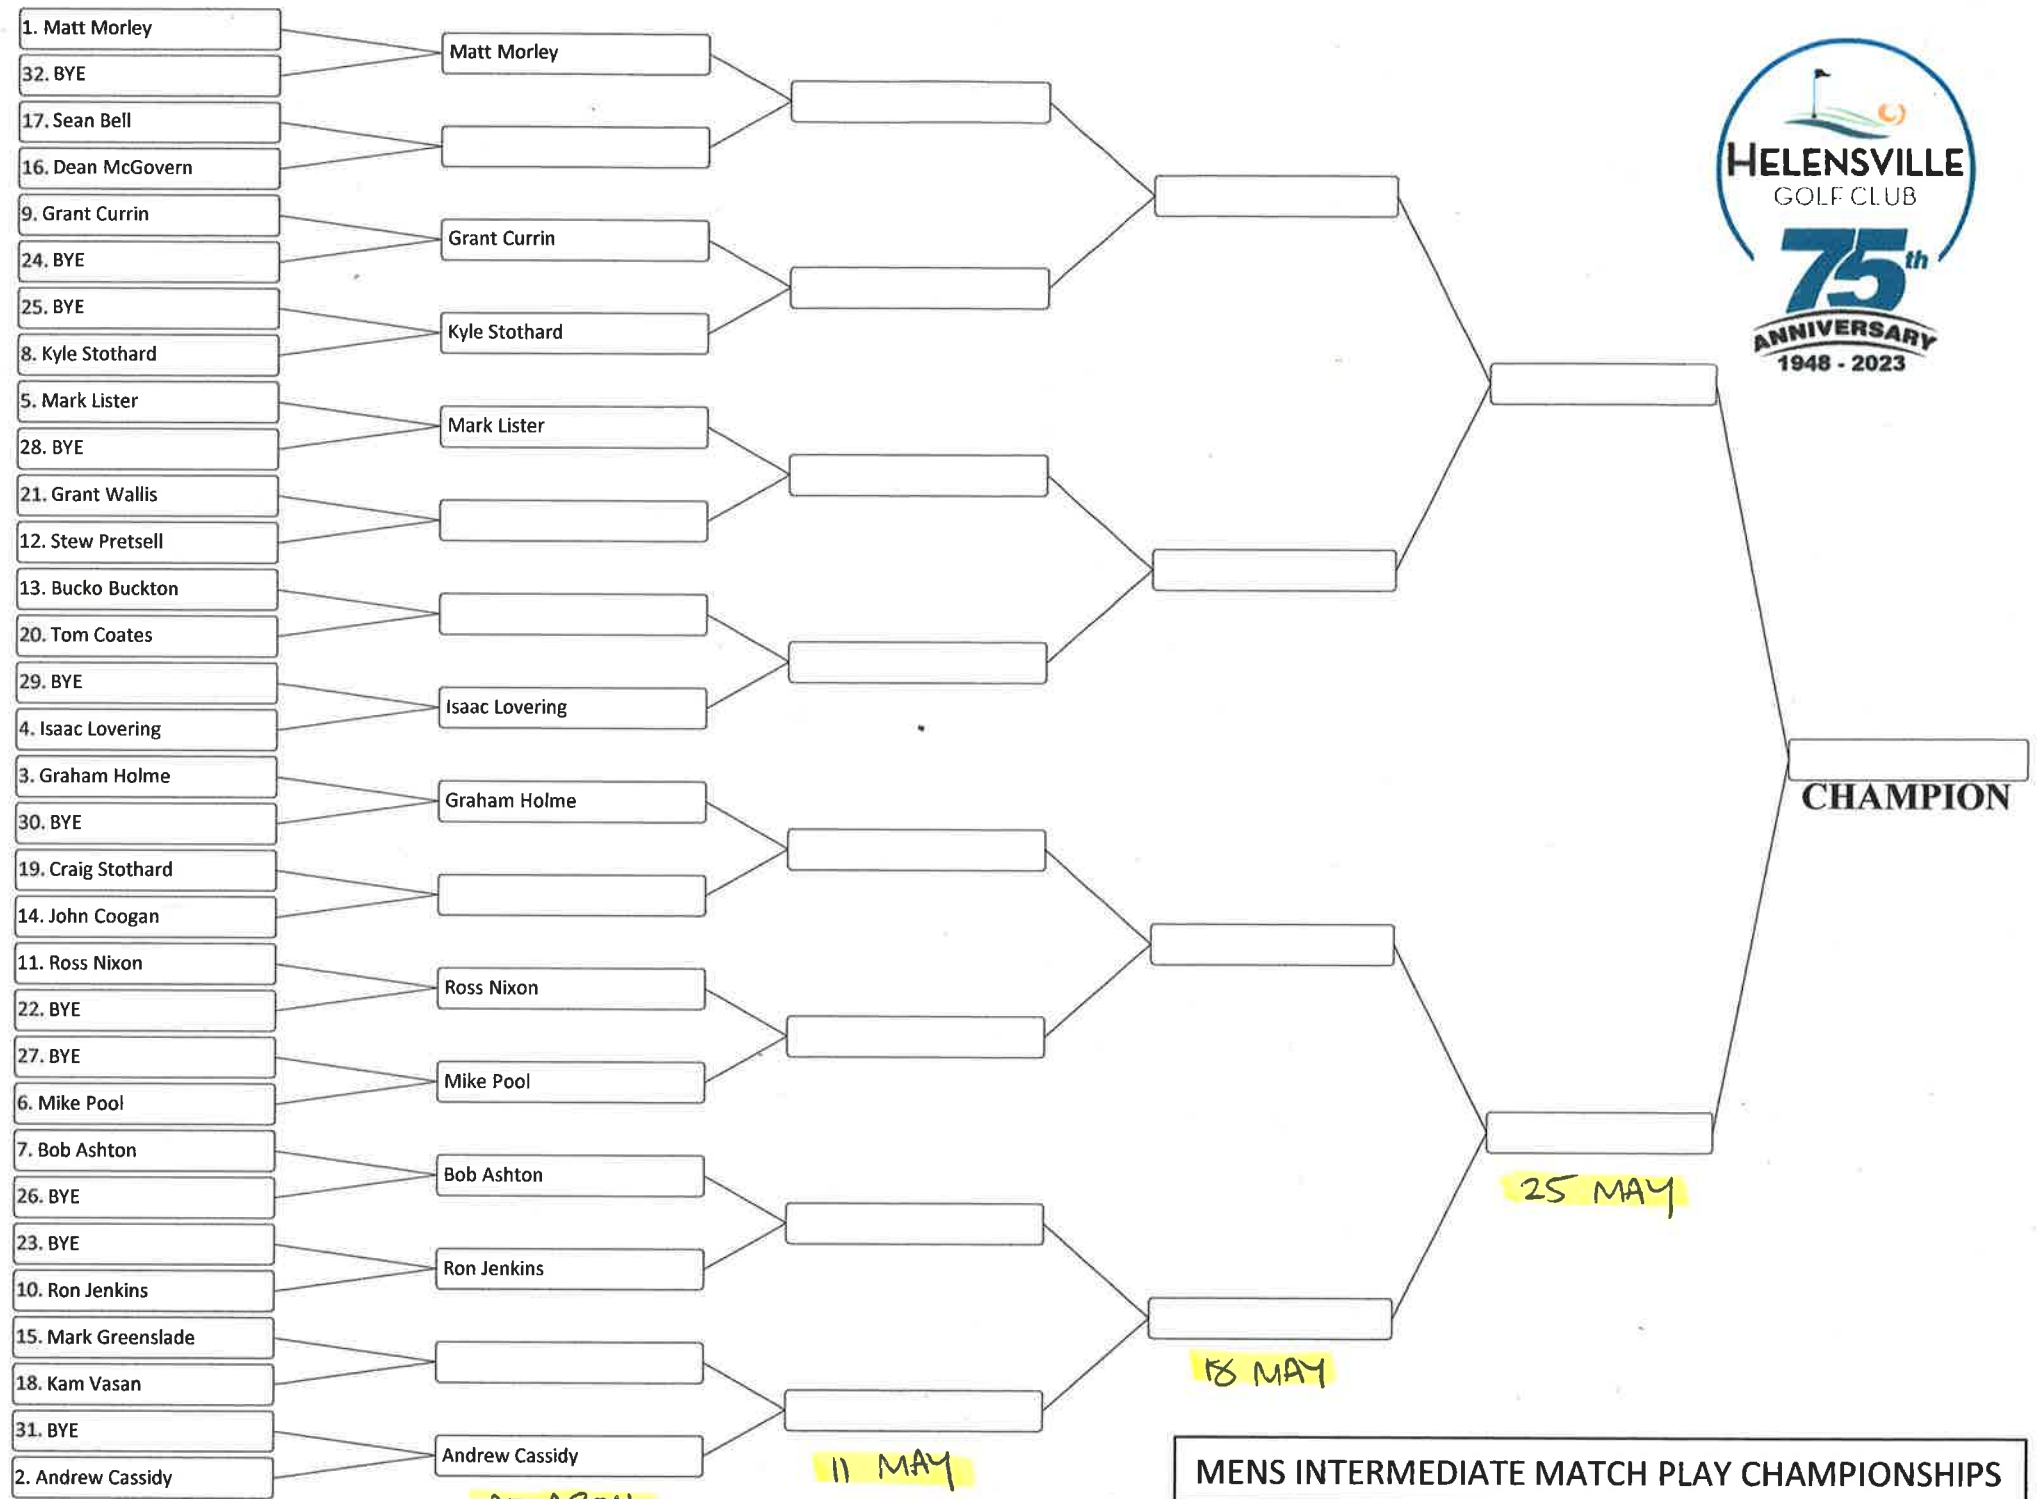 1. Matt Morley
32. BYE
17. Sean Bell
16. Dean McGovern
9. Grant Currin
24. BYE
25. BYE
8. Kyle Stothard
5. Mark Lister
28. BYE
21. Grant Wallis
12. Stew Pretsell
13. Bucko Buckton
20. Tom Coates
29. BYE
4. Isaac Lovering
3. Graham Holme
30. BYE
19. Craig Stothard
14. John Coogan
11. Ross Nixon
22. BYE
27. BYE
6. Mike Pool
7. Bob Ashton
26. BYE
23. BYE
10. Ron Jenkins
15. Mark Greenslade
18. Kam Vasan
31. BYE
2. Andrew Cassidy
Matt Morley
Grant Currin
Kyle Stothard
Mark Lister
Isaac Lovering
Graham Holme
Ross Nixon
Mike Pool
Bob Ashton
Ron Jenkins
Andrew Cassidy
11 MAY
18 MAY
25 MAY
CHAMPION
HELENSVILLE
GOLF CLUB
75th
ANNIVERSARY
1948 - 2023
MENS INTERMEDIATE MATCH PLAY CHAMPIONSHIPS